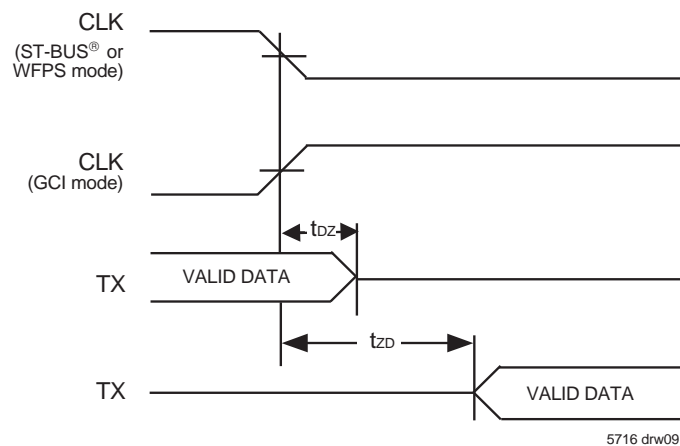 CLK
(ST-BUS® or
WFPS mode)
CLK
(GCI mode)
tDZ
TX
VALID DATA
tZD
TX
VALID DATA
5716 drw09